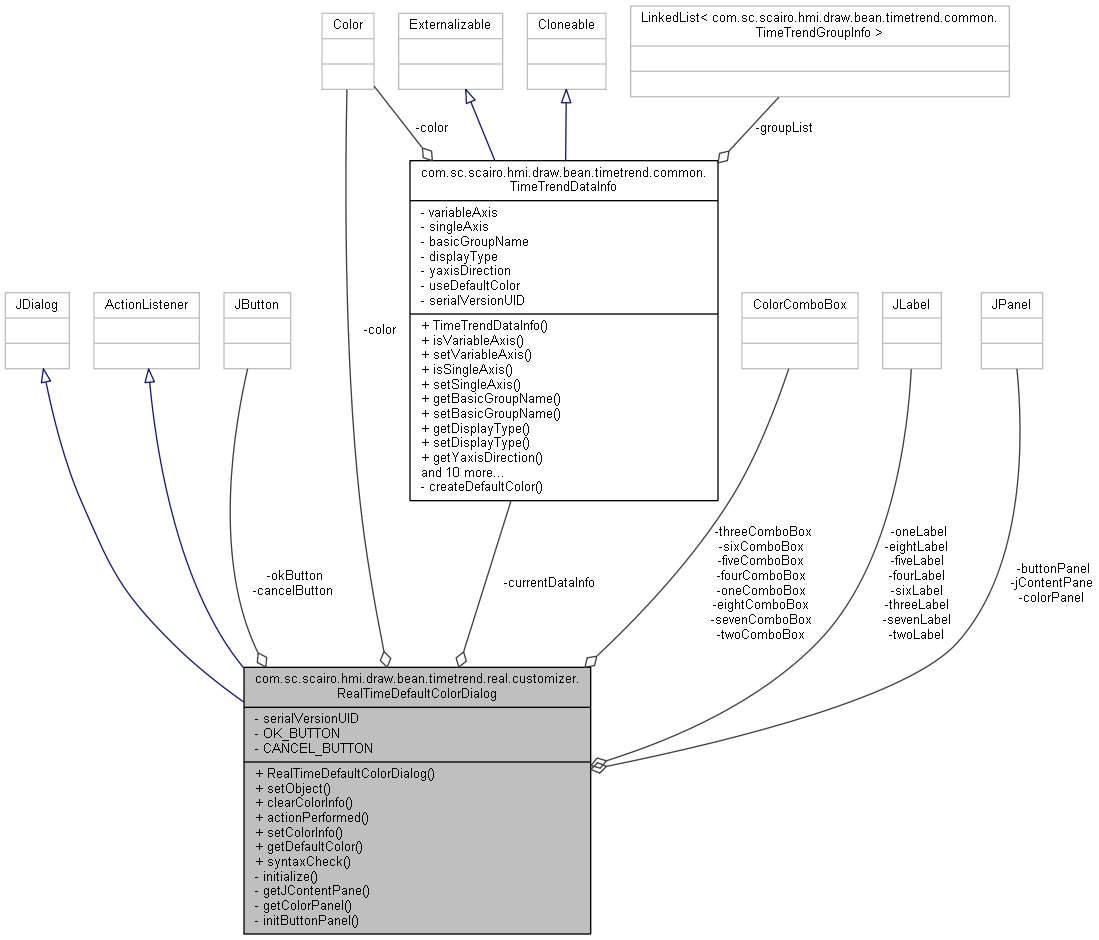 Color
Externalizable
Cloneable
LinkedList< com.sc.scairo.hmi.draw.bean.timetrend.common.
TimeTrendGroupInfo >
-color
-groupList
com.sc.scairo.hmi.draw.bean.timetrend.common.
TimeTrendDataInfo
- variableAxis
- singleAxis
- basicGroupName
- displayType
- yaxisDirection
- useDefaultColor
- serialVersionUID
+ TimeTrendDataInfo()
+ isVariableAxis()
+ setVariableAxis()
+ isSingleAxis()
+ setSingleAxis()
+ getBasicGroupName()
+ setBasicGroupName()
+ getDisplayType()
+ setDisplayType()
+ getYaxisDirection()
and 10 more...
- createDefaultColor()
JDialog
ActionListener
JButton
-color
ColorComboBox
JLabel
JPanel
-okButton
-cancelButton
-currentDataInfo
-threeComboBox
-sixComboBox
-fiveComboBox
-fourComboBox
-oneComboBox
-eightComboBox
-sevenComboBox
-twoComboBox
-oneLabel
-eightLabel
-fiveLabel
-fourLabel
-sixLabel
-threeLabel
-sevenLabel
-twoLabel
-buttonPanel
-jContentPane
-colorPanel
com.sc.scairo.hmi.draw.bean.timetrend.real.customizer.
RealTimeDefaultColorDialog
- serialVersionUID
- OK_BUTTON
- CANCEL_BUTTON
+ RealTimeDefaultColorDialog()
+ setObject()
+ clearColorInfo()
+ actionPerformed()
+ setColorInfo()
+ getDefaultColor()
+ syntaxCheck()
- initialize()
- getJContentPane()
- getColorPanel()
- initButtonPanel()